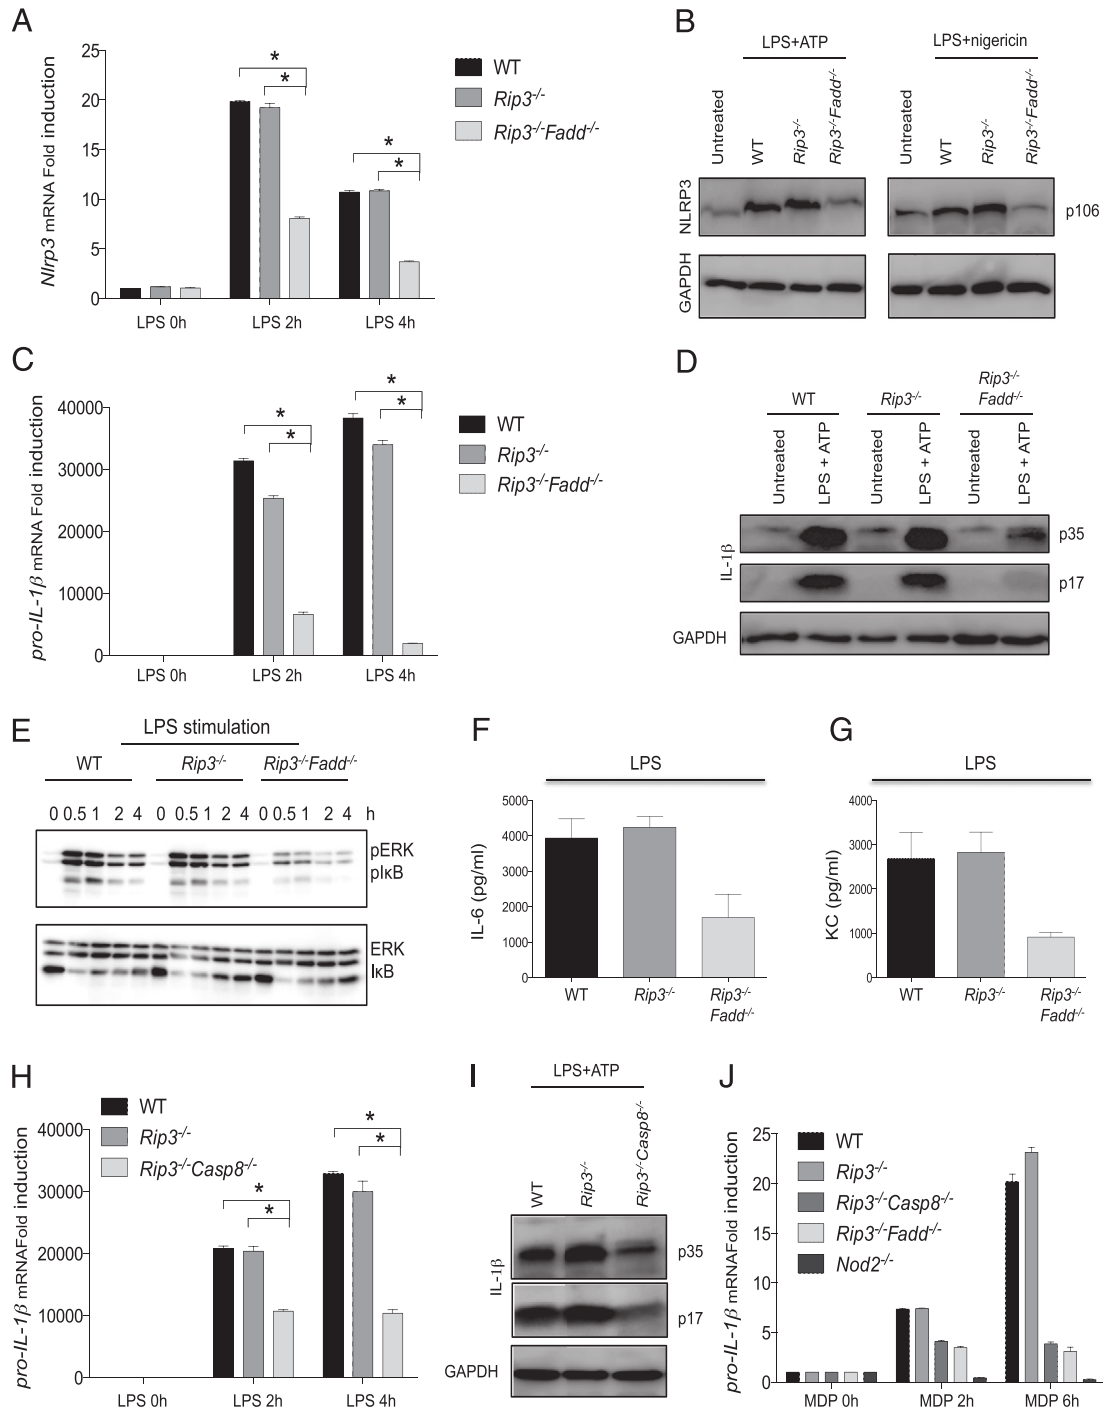 A
Nlrp3 mRNA Fold induction
25
20
15
10
5
0
* * * *
LPS 0h LPS 2h LPS 4h
WT
Rip3-/-
Rip3-/-Fadd-/-
B
LPS+ATP LPS+nigericin
Untreated WT Rip3-/- Rip3-/-Fadd-/- Untreated WT Rip3-/- Rip3-/-Fadd-/-
NLRP3 p106
GAPDH
C
pro-IL-1β mRNA Fold induction
40000
30000
20000
10000
0
* * * *
LPS 0h LPS 2h LPS 4h
WT
Rip3-/-
Rip3-/-Fadd-/-
D
WT Rip3-/- Rip3-/- Fadd-/-
Untreated LPS + ATP Untreated LPS + ATP Untreated LPS + ATP
IL-1β p35
p17
GAPDH
E
LPS stimulation
WT Rip3-/- Rip3-/-Fadd-/-
0 0.5 1 2 4 0 0.5 1 2 4 0 0.5 1 2 4 h
pERK
pIκB
ERK
IκB
F
LPS
IL-6 (pg/ml)
5000
4000
3000
2000
1000
0
WT Rip3-/- Rip3-/-
Fadd-/-
G
LPS
KC (pg/ml)
4000
3000
2000
1000
0
WT Rip3-/- Rip3-/-
Fadd-/-
H
WT
Rip3-/-
Rip3-/-Casp8-/-
pro-IL-1β mRNAFold induction
40000
30000
20000
10000
0
* * * *
LPS 0h LPS 2h LPS 4h
I
LPS+ATP
WT Rip3-/- Rip3-/-Casp8-/-
IL-1β p35
p17
GAPDH
J
WT
Rip3-/-
Rip3-/-Casp8-/-
Rip3-/-Fadd-/-
Nod2-/-
pro-IL-1β mRNAFold induction
25
20
15
10
5
0
MDP 0h MDP 2h MDP 6h